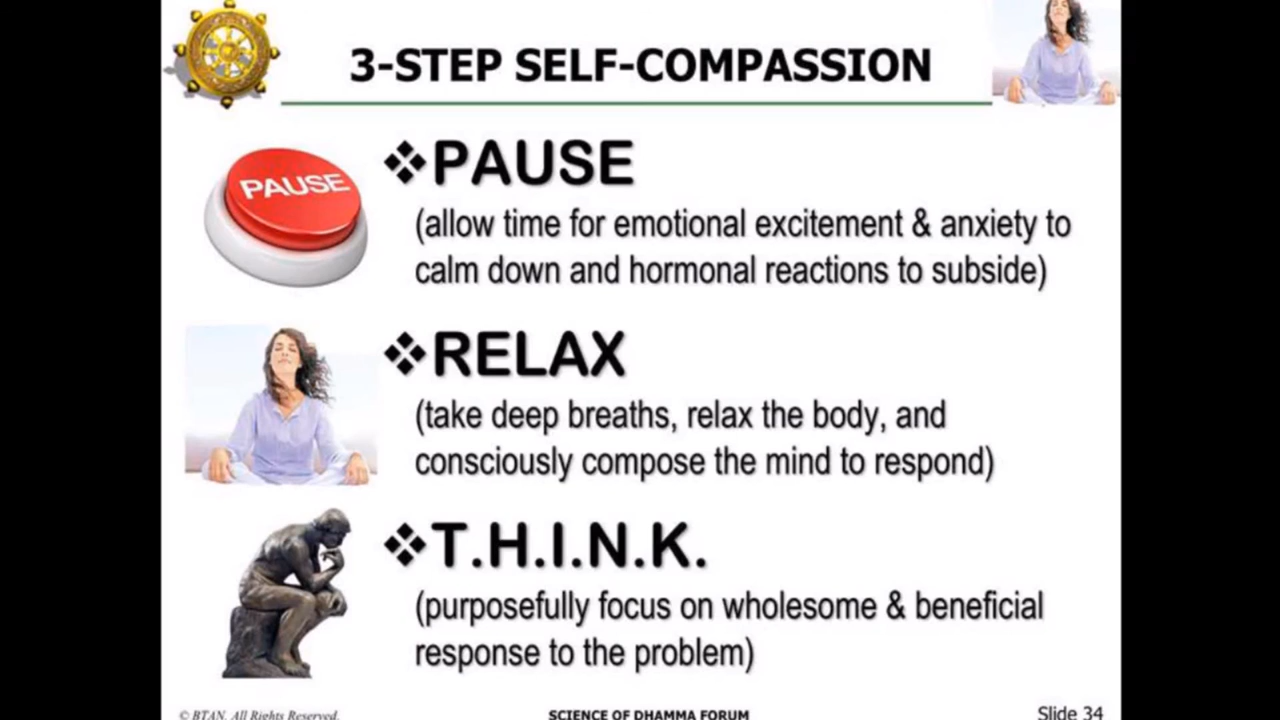 3-STEP SELF-COMPASSION
PAUSE
❖PAUSE
(allow time for emotional excitement & anxiety to
calm down and hormonal reactions to subside)
❖RELAX
(take deep breaths, relax the body, and
consciously compose the mind to respond)
❖T.H.I.N.K.
(purposefully focus on wholesome & beneficial
response to the problem)
© BTAN. All Rights Reserved.
SCIENCE OF DHAMMA FORUM
Slide 34